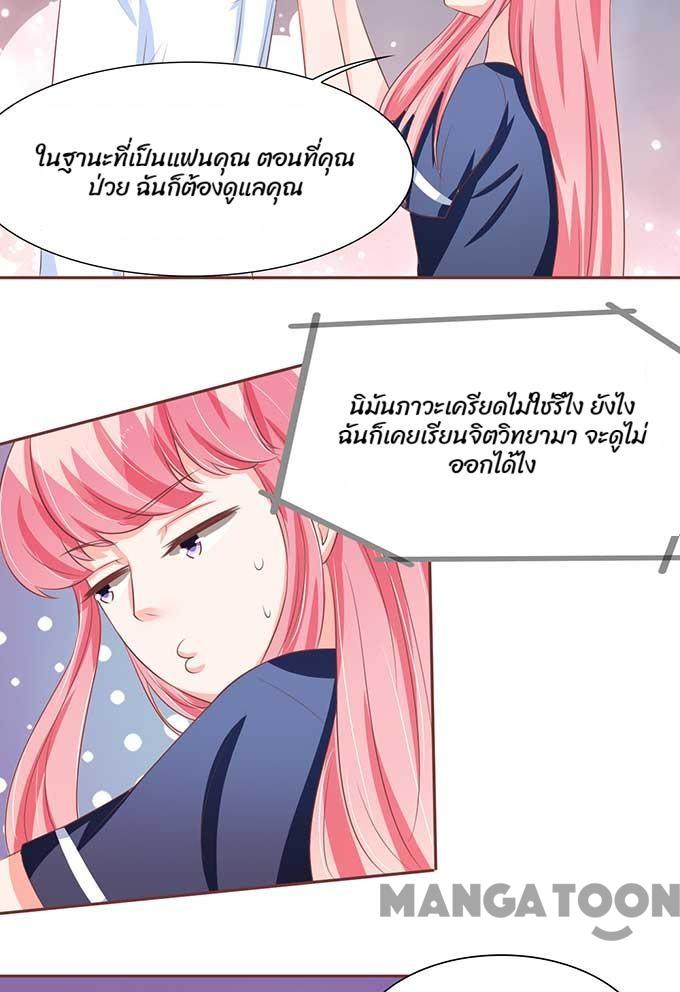 ในฐานะที่เป็นแฟนคุณ ตอนที่คุณ
ป่วย ฉันก็ต้องดูแลคุณ
นิมันภาวะเครียดไม่ใช่รึไง ยังไง
ฉันก็เคยเรียนจิตวิทยามา จะดูไม่
ออกได้ไง
MANGATOON